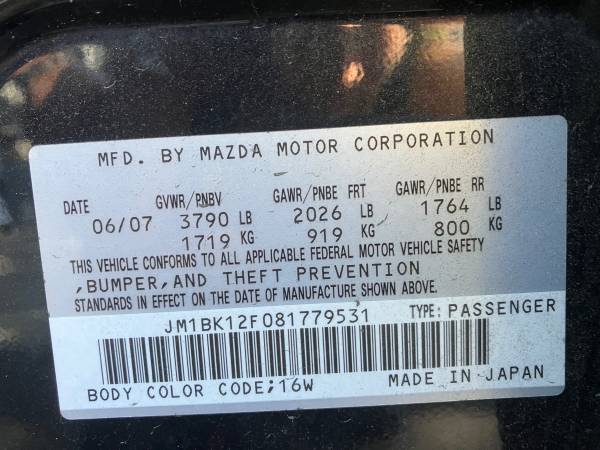 MFD. BY MAZDA MOTOR CORPORATION
DATE GVWR/PNBV GAWR/PNBE FRT GAWR/PNBE RR
06/07 3790 LB 2026 LB 1764 LB
1719 KG 919 KG 800 KG
THIS VEHICLE CONFORMS TO ALL APPLICABLE FEDERAL MOTOR VEHICLE SAFETY
,BUMPER,AND THEFT PREVENTION
STANDARDS IN EFFECT ON THE DATE OF MANUFACTURE SHOWN ABOVE.
JM1BK12F081779531 TYPE: PASSENGER
BODY COLOR CODE;16W MADE IN JAPAN